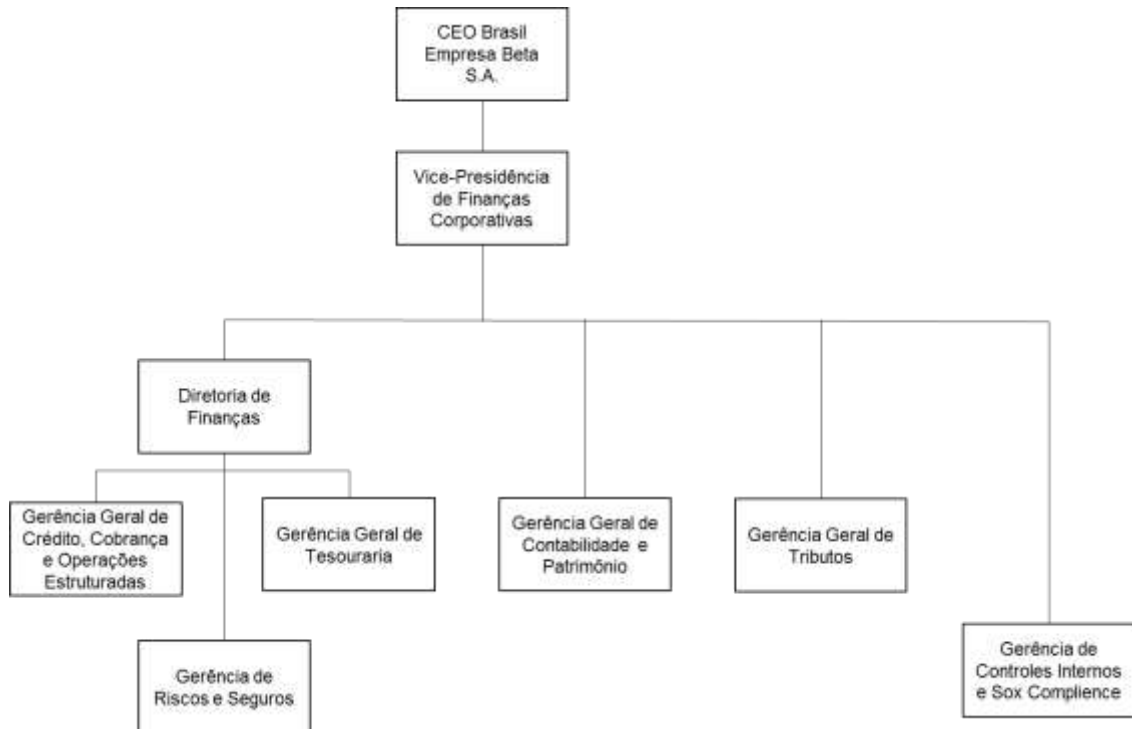 CEO Brasil
Empresa Beta
S.A.
Vice-Presidência
de Finanças
Corporativas
Diretoria de
Finanças
Gerência Geral de
Crédito, Cobrança
e Operações
Estruturadas
Gerência Geral de
Tesouraria
Gerência Geral de
Contabilidade e
Patrimônio
Gerência Geral de
Tributos
Gerência de
Riscos e Seguros
Gerência de
Controles Internos
e Sox Complience